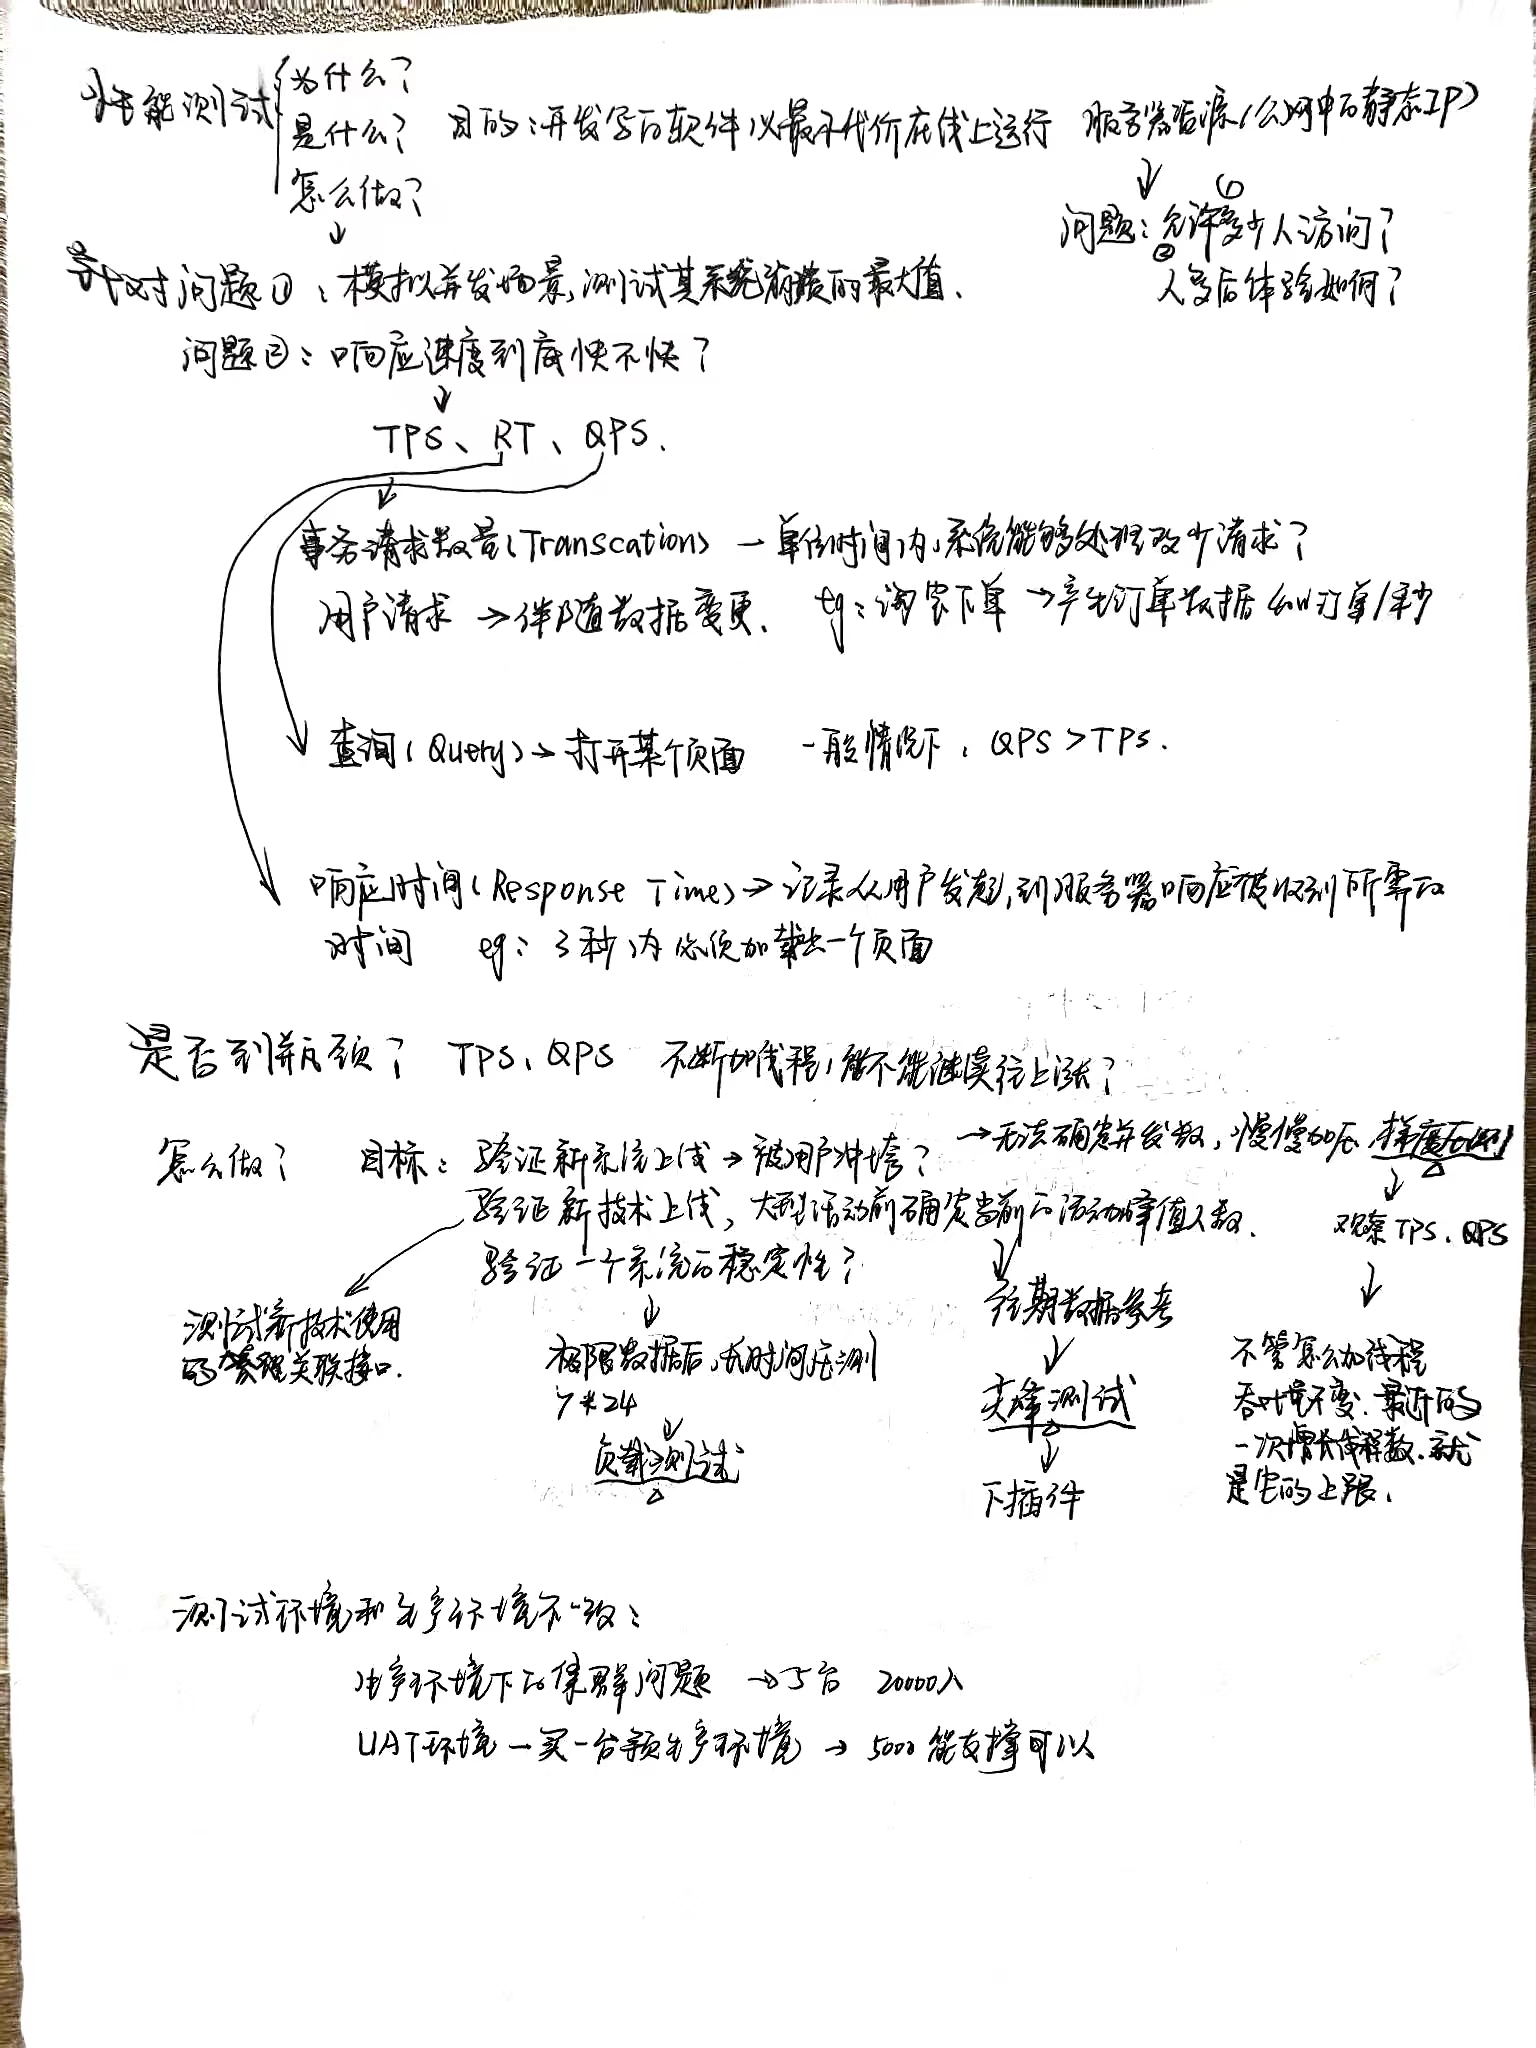 性能测试
为什么?
是什么?
怎么做?
目的:开发写的软件以最小代价在线上运行
服务器资源(公网中的静态IP)
问题:①允许多少人访问?
②人多后体验如何?
针对问题①:模拟并发场景,测试其系统崩溃的最大值.
问题②:响应速度到底快不快?
TPS、RT、QPS.
事务请求数量(Transcation) — 单位时间内,系统能够处理多少请求?
用户请求 → 伴随数据变更. eg:淘宝下单 → 产生订单数据 订单/秒
查询(Query) → 打开某个页面 一般情况下, QPS > TPS.
响应时间(Response Time) → 记录从用户发起,到服务器响应被收到所需的
时间 eg: 3秒内必须加载出一个页面
是否到瓶颈? TPS、QPS 不断加线程,能不能继续往上涨?
怎么做? 目标: 验证新系统上线 → 被用户冲垮? → 无法确定并发数,慢慢加压 梯度压测
验证新技术上线, 大型活动前确定当前的活动峰值人数.
观察TPS、QPS
验证一个系统的稳定性?
测试新技术使用
的 关联接口.
极限数据后,长时间压测
7*24
负载测试
往期数据参考
尖峰测试
下插件
不管怎么加线程
吞吐量不变.最近的
一次增长线程数.就
是它的上限.
测试环境和生产环境不一致:
生产环境下的集群问题 → 5台 20000人
UAT环境 — 买一台预生产环境 → 5000 能支撑可以